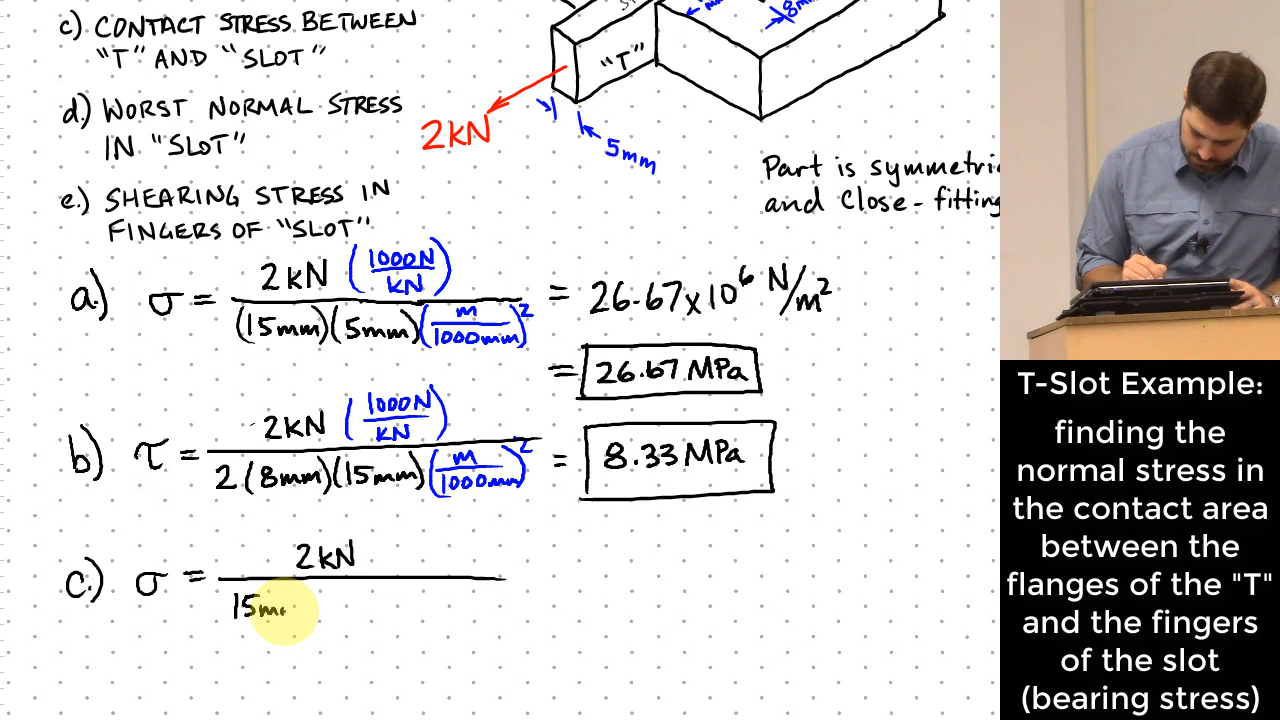 c.) CONTACT STRESS BETWEEN
"T" AND "SLOT"
d.) WORST NORMAL STRESS
IN "SLOT"
e.) SHEARING STRESS IN
FINGERS OF "SLOT"
8mm
"T"
2kN
5mm
Part is symmetric
and Close-fitting
a.) σ = 2kN (1000N/kN) / (15mm)(5mm)(m/1000mm)² = 26.67x10⁶ N/m²
= 26.67 MPa
b.) τ = 2kN (1000N/kN) / 2(8mm)(15mm)(m/1000mm)² = 8.33 MPa
c.) σ = 2kN / 15m
T-Slot Example:
finding the
normal stress in
the contact area
between the
flanges of the "T"
and the fingers
of the slot
(bearing stress)